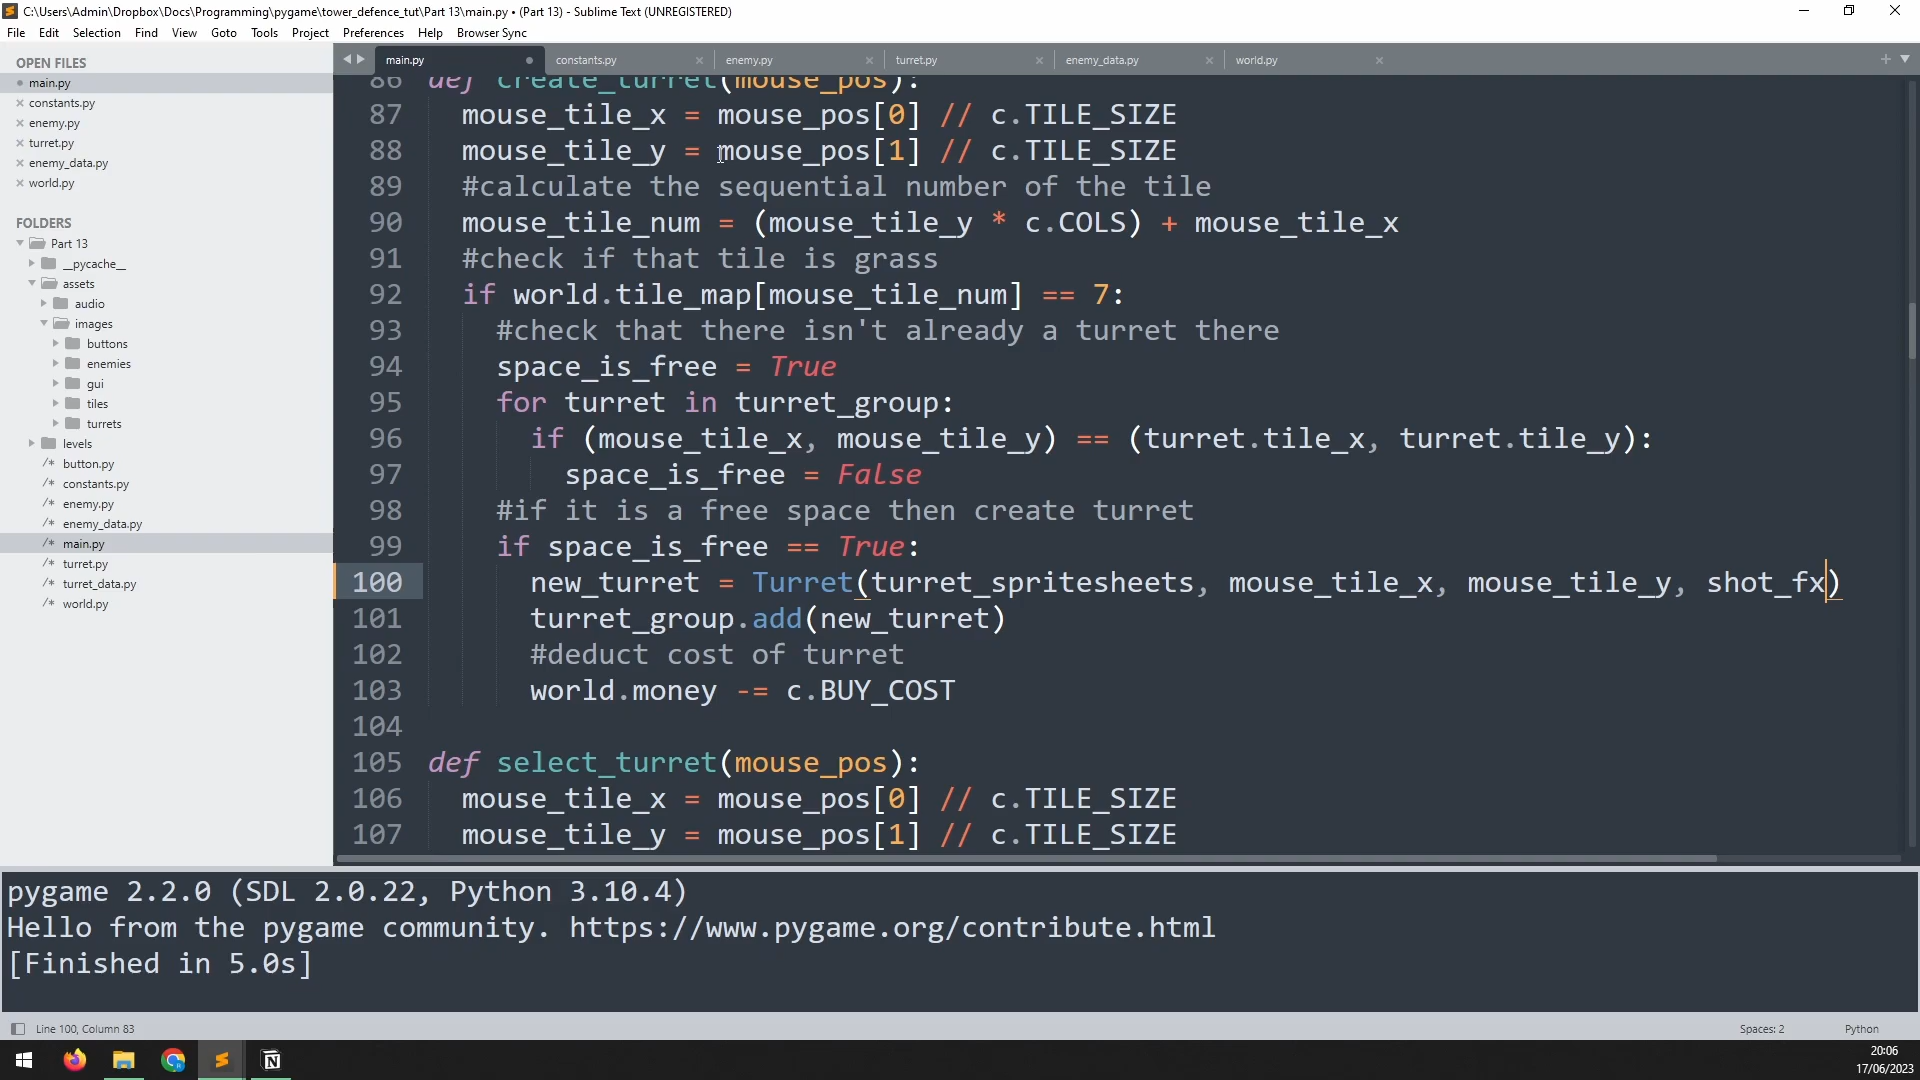 C:\Users\Admin\Dropbox\Docs\Programming\pygame\tower_defence_tut\Part 13\main.py • (Part 13) - Sublime Text (UNREGISTERED)
File Edit Selection Find View Goto Tools Project Preferences Help Browser Sync
OPEN FILES
main.py
constants.py
enemy.py
turret.py
enemy_data.py
world.py
FOLDERS
Part 13
__pycache__
assets
audio
images
buttons
enemies
gui
tiles
turrets
levels
/* button.py
/* constants.py
/* enemy.py
/* enemy_data.py
/* main.py
/* turret.py
/* turret_data.py
/* world.py
main.py constants.py enemy.py turret.py enemy_data.py world.py
86 def create_turret(mouse_pos):
87 mouse_tile_x = mouse_pos[0] // c.TILE_SIZE
88 mouse_tile_y = mouse_pos[1] // c.TILE_SIZE
89 #calculate the sequential number of the tile
90 mouse_tile_num = (mouse_tile_y * c.COLS) + mouse_tile_x
91 #check if that tile is grass
92 if world.tile_map[mouse_tile_num] == 7:
93 #check that there isn't already a turret there
94 space_is_free = True
95 for turret in turret_group:
96 if (mouse_tile_x, mouse_tile_y) == (turret.tile_x, turret.tile_y):
97 space_is_free = False
98 #if it is a free space then create turret
99 if space_is_free == True:
100 new_turret = Turret(turret_spritesheets, mouse_tile_x, mouse_tile_y, shot_fx)
101 turret_group.add(new_turret)
102 #deduct cost of turret
103 world.money -= c.BUY_COST
104
105 def select_turret(mouse_pos):
106 mouse_tile_x = mouse_pos[0] // c.TILE_SIZE
107 mouse_tile_y = mouse_pos[1] // c.TILE_SIZE
pygame 2.2.0 (SDL 2.0.22, Python 3.10.4)
Hello from the pygame community. https://www.pygame.org/contribute.html
[Finished in 5.0s]
Line 100, Column 83 Spaces: 2 Python
20:06
17/06/2023